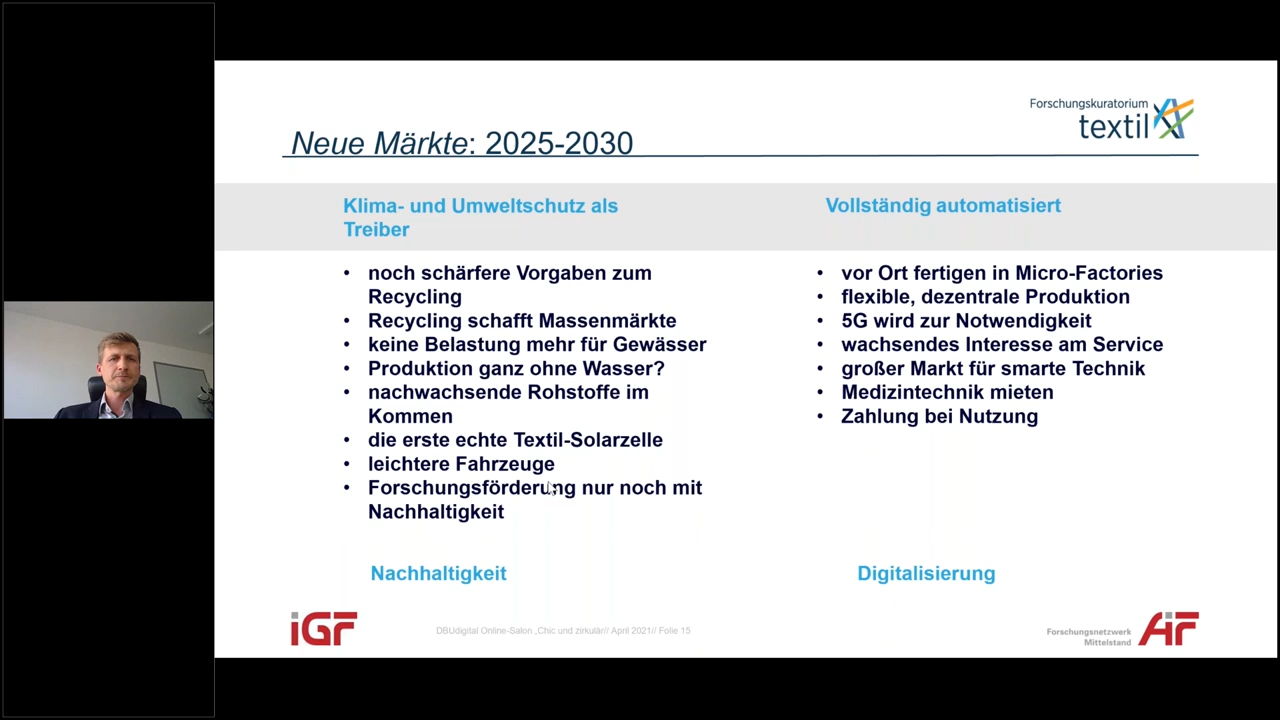 Forschungskuratorium
textil
Neue Märkte: 2025-2030
Klima- und Umweltschutz als
Treiber
• noch schärfere Vorgaben zum
Recycling
• Recycling schafft Massenmärkte
• keine Belastung mehr für Gewässer
• Produktion ganz ohne Wasser?
• nachwachsende Rohstoffe im
Kommen
• die erste echte Textil-Solarzelle
• leichtere Fahrzeuge
• Forschungsförderung nur noch mit
Nachhaltigkeit
Nachhaltigkeit
Vollständig automatisiert
• vor Ort fertigen in Micro-Factories
• flexible, dezentrale Produktion
• 5G wird zur Notwendigkeit
• wachsendes Interesse am Service
• großer Markt für smarte Technik
• Medizintechnik mieten
• Zahlung bei Nutzung
Digitalisierung
iGF
DBUdigital Online-Salon „Chic und zirkulär// April 2021// Folie 15
Forschungsnetzwerk
Mittelstand
AiF